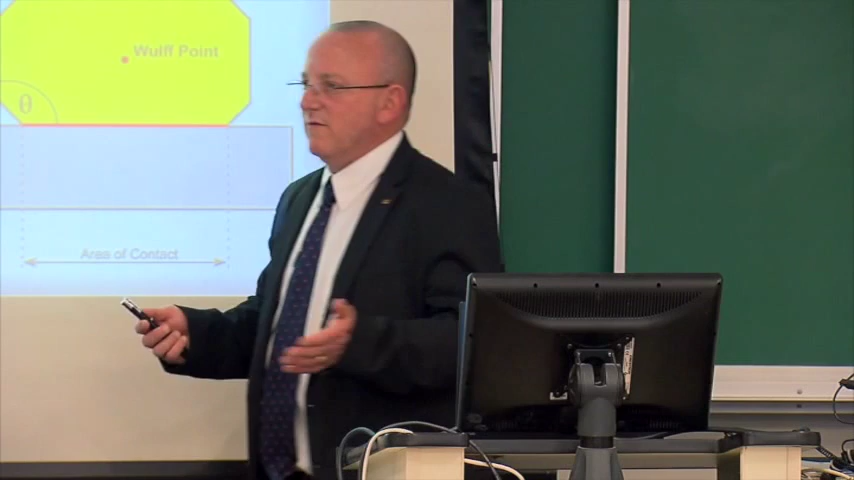 Wulff Point
θ
Area of Contact